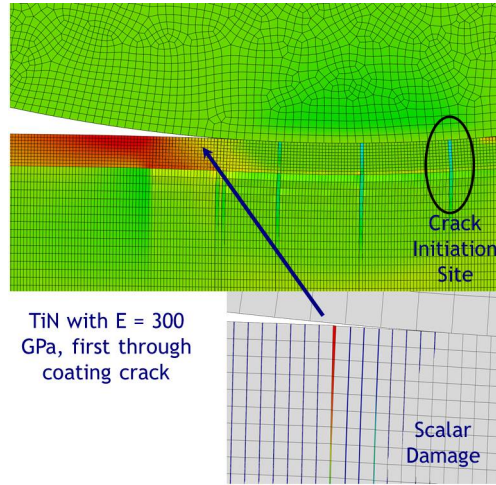 Crack
Initiation
Site
TiN with E = 300
GPa, first through
coating crack
Scalar
Damage